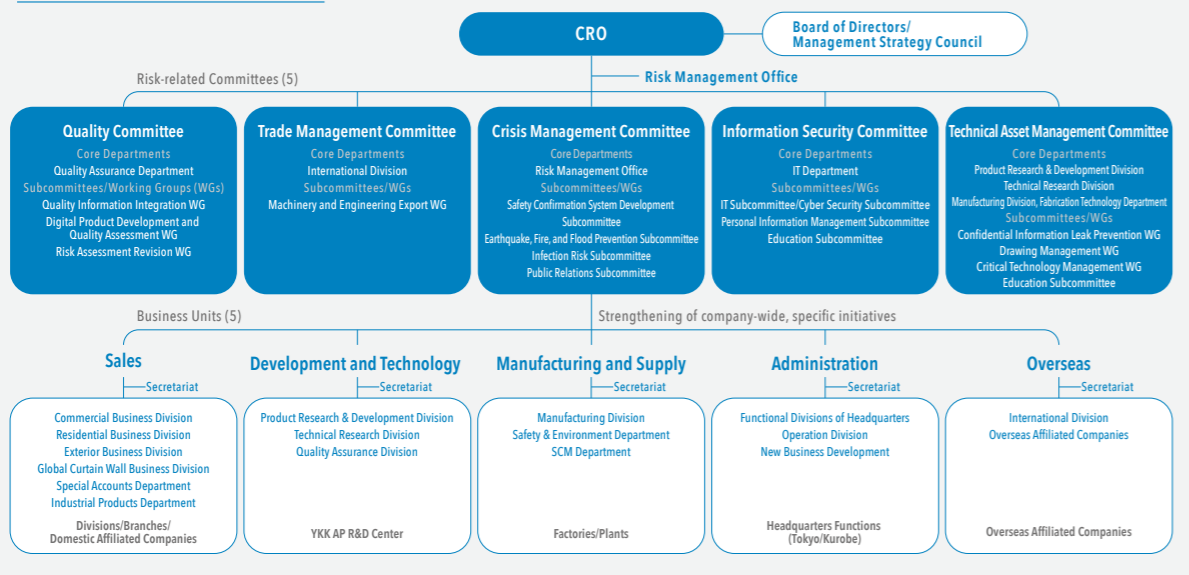 CRO
Board of Directors/
Management Strategy Council
Risk-related Committees (5)
Risk Management Office
Quality Committee
Core Departments
Quality Assurance Department
Subcommittees/Working Groups (WGs)
Quality Information Integration WG
Digital Product Development and
Quality Assessment WG
Risk Assessment Revision WG
Trade Management Committee
Core Departments
International Division
Subcommittees/WGs
Machinery and Engineering Export WG
Crisis Management Committee
Core Departments
Risk Management Office
Subcommittees/WGs
Safety Confirmation System Development
Subcommittee
Earthquake, Fire, and Flood Prevention Subcommittee
Infection Risk Subcommittee
Public Relations Subcommittee
Information Security Committee
Core Departments
IT Department
Subcommittees/WGs
IT Subcommittee/Cyber Security Subcommittee
Personal Information Management Subcommittee
Education Subcommittee
Technical Asset Management Committee
Core Departments
Product Research & Development Division
Technical Research Division
Manufacturing Division, Fabrication Technology Department
Subcommittees/WGs
Confidential Information Leak Prevention WG
Drawing Management WG
Critical Technology Management WG
Education Subcommittee
Business Units (5)
Strengthening of company-wide, specific initiatives
Sales
Secretariat
Commercial Business Division
Residential Business Division
Exterior Business Division
Global Curtain Wall Business Division
Special Accounts Department
Industrial Products Department
Divisions/Branches/
Domestic Affiliated Companies
Development and Technology
Secretariat
Product Research & Development Division
Technical Research Division
Quality Assurance Division
YKK AP R&D Center
Manufacturing and Supply
Secretariat
Manufacturing Division
Safety & Environment Department
SCM Department
Factories/Plants
Administration
Secretariat
Functional Divisions of Headquarters
Operation Division
New Business Development
Headquarters Functions
(Tokyo/Kurobe)
Overseas
Secretariat
International Division
Overseas Affiliated Companies
Overseas Affiliated Companies